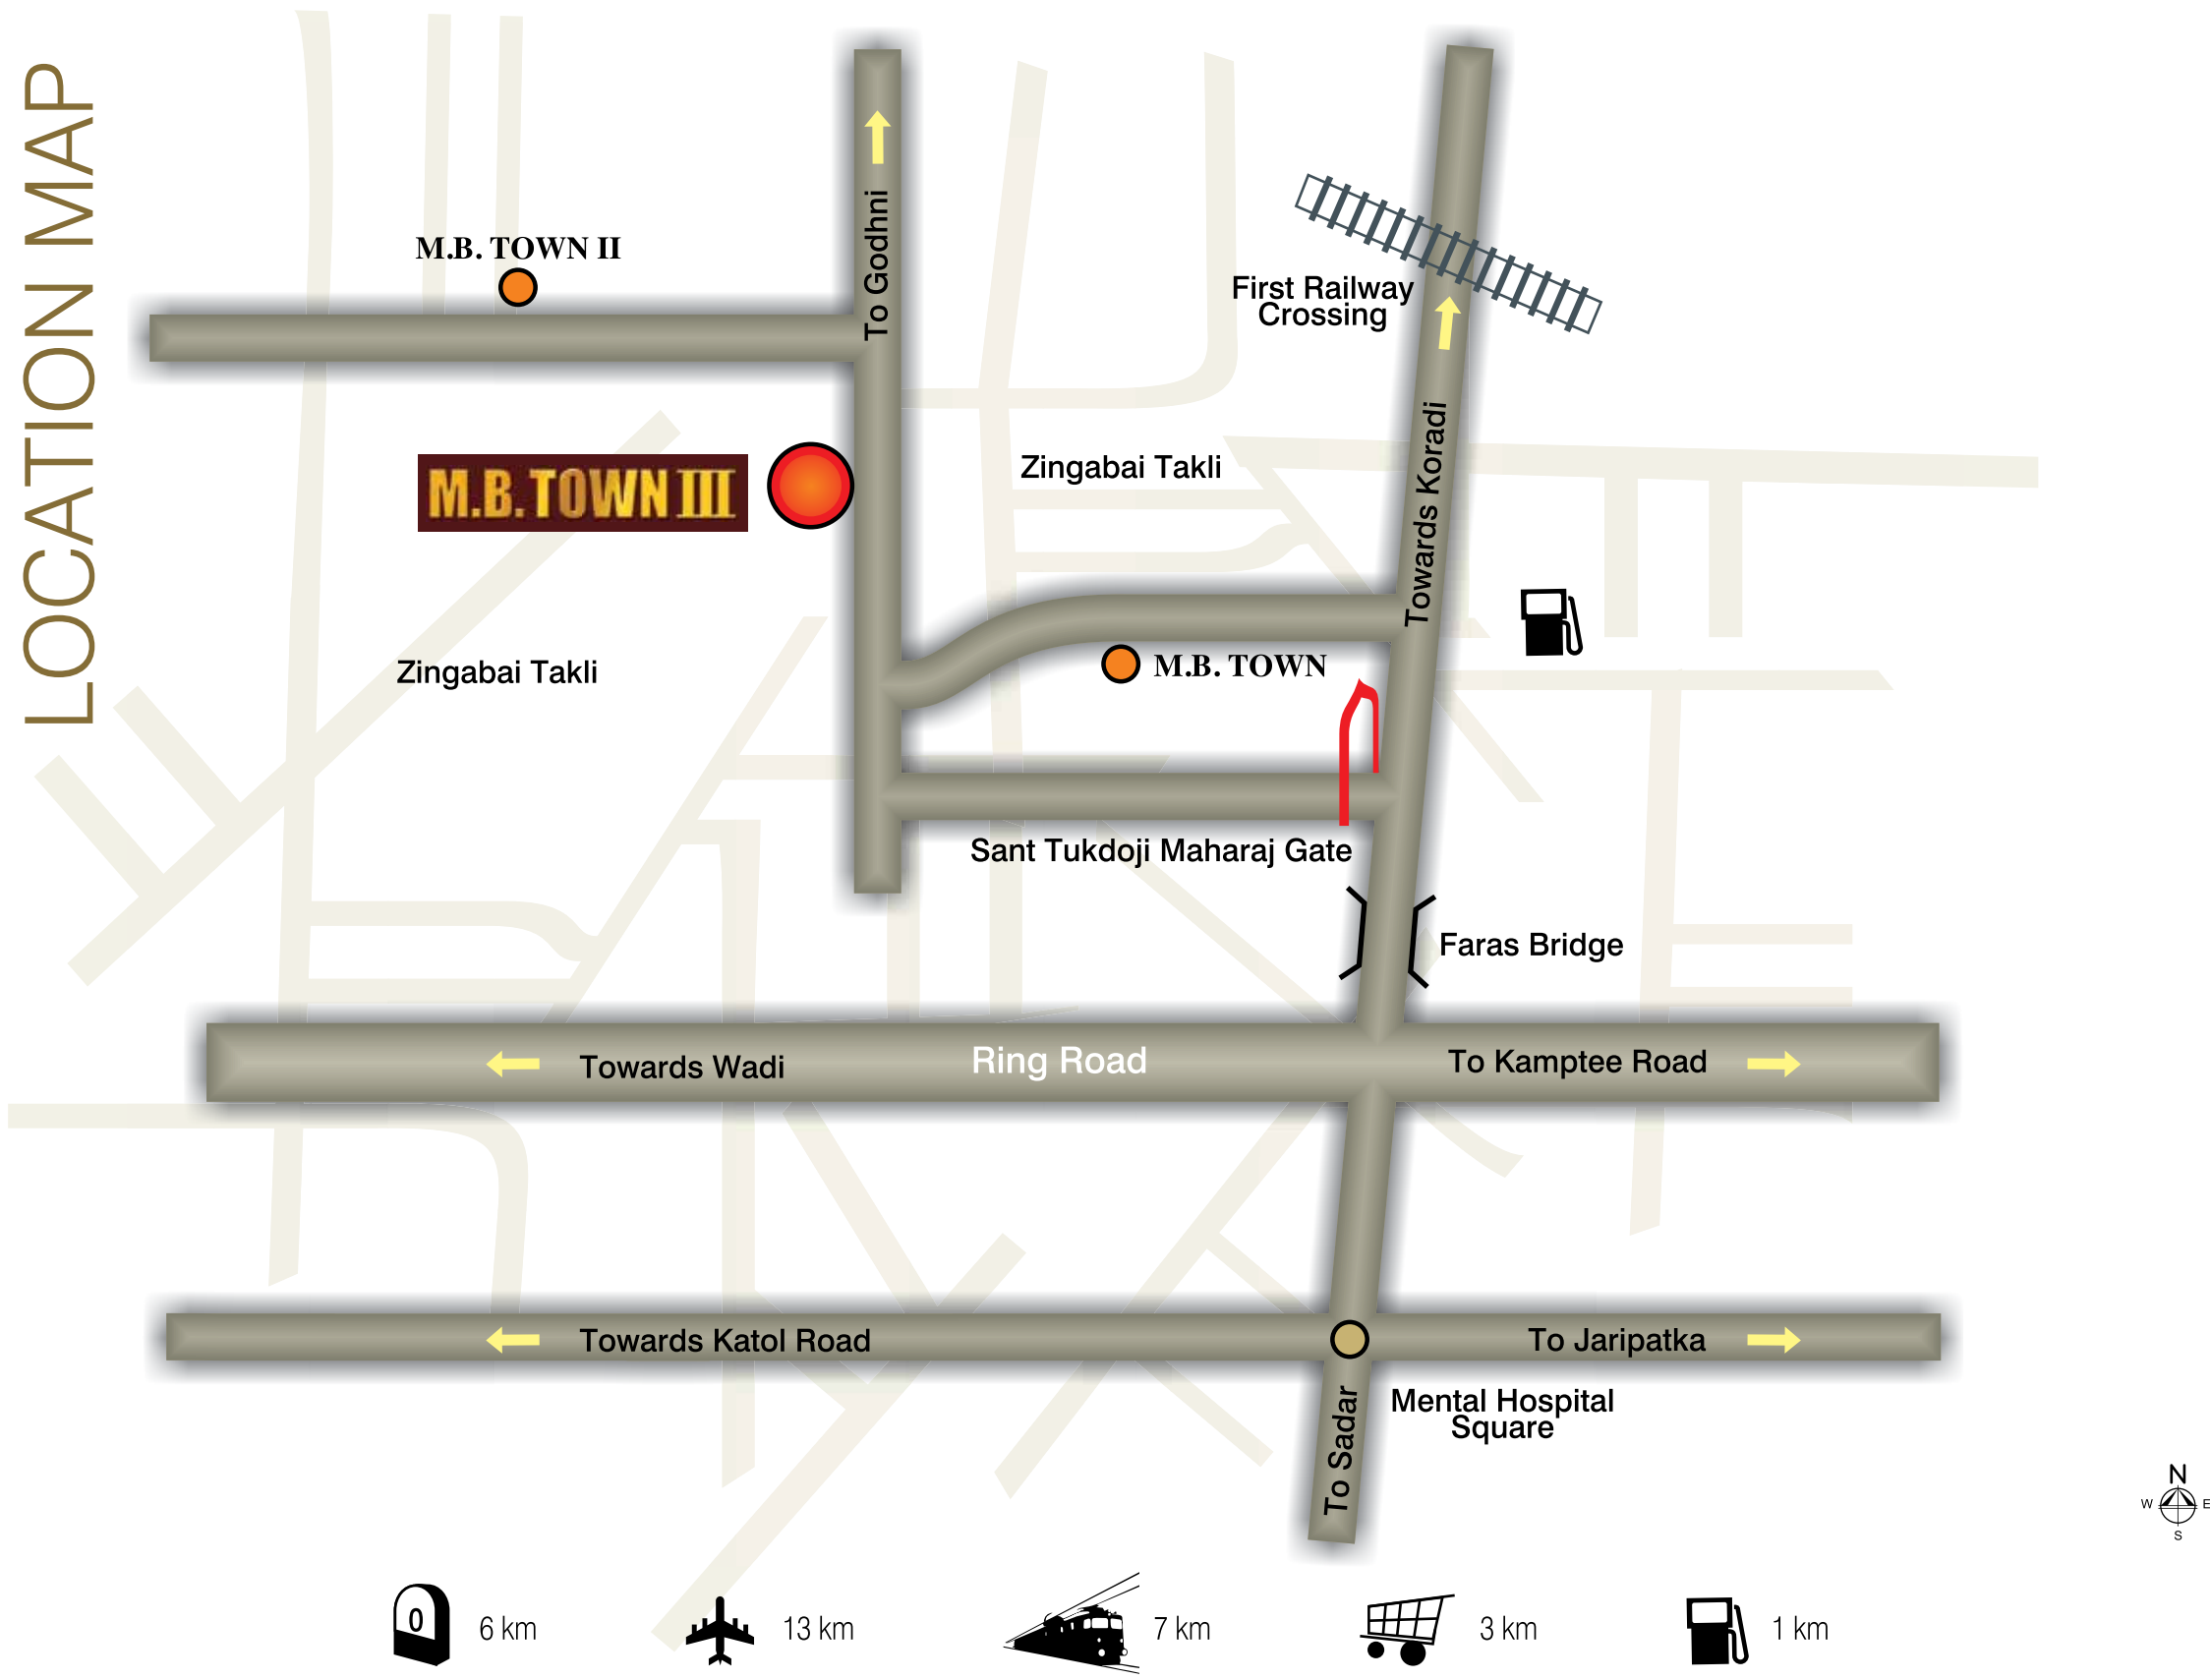 LOCATION MAP
To Godhni
M.B. TOWN II
First Railway
Crossing
Towards Koradi
Zingabai Takli
M.B. TOWN III
M.B. TOWN
Zingabai Takli
Sant Tukdoji Maharaj Gate
Faras Bridge
Towards Wadi
Ring Road
To Kamptee Road
Towards Katol Road
To Jaripatka
Mental Hospital
Square
To Sadar
N
W E
S
0
6 km
13 km
7 km
3 km
1 km